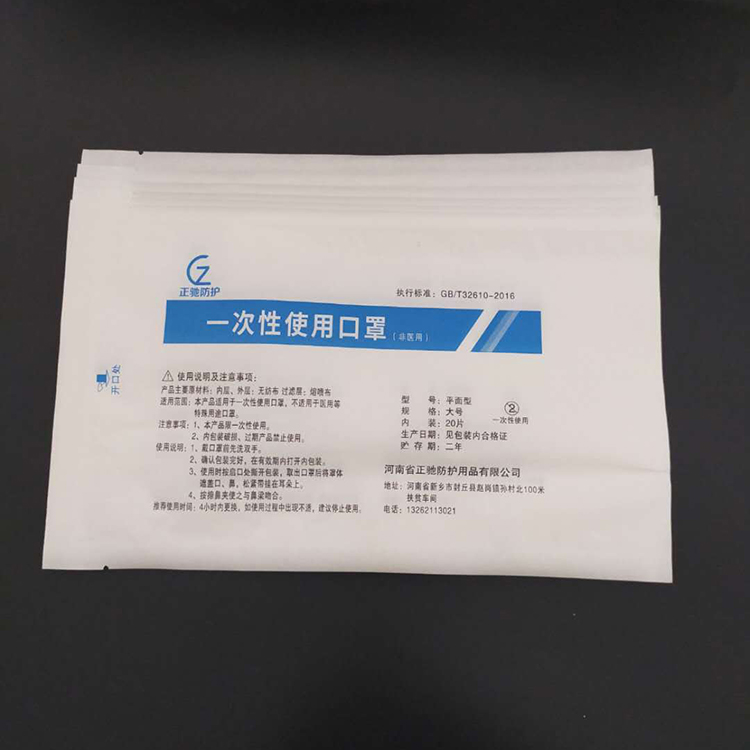 正驰防护
执行标准：GB/T32610-2016
一次性使用口罩（非医用）
开口处
使用说明及注意事项：
产品主要原材料：内层、外层：无纺布 过滤层：熔喷布
适用范围：本产品适用于一次性使用口罩，不适用于医用等
特殊用途口罩。
注意事项：1、本产品限一次性使用。
2、内包装破损、过期产品禁止使用。
使用说明：1、戴口罩前先洗双手。
2、确认包装完好，在有效期内打开内包装。
3、使用时按启口处撕开包装，取出口罩后将罩体
遮盖口、鼻，松紧带挂在耳朵上。
4、按捺鼻夹使之与鼻梁吻合。
推荐使用时间：4小时内更换，如使用过程中出现不适，建议停止使用。
型 号：平面型
规 格：大号
内 装：20片
生产日期：见包装内合格证
贮存期：二年
②
一次性使用
河南省正驰防护用品有限公司
地址：河南省新乡市封丘县赵岗镇孙村北100米
扶贫车间
电话：13262113021